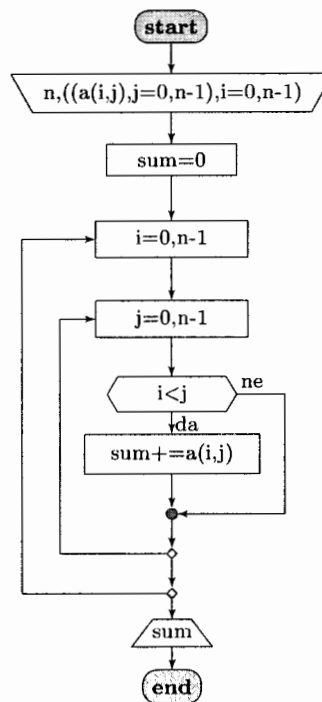 start
n,((a(i,j),j=0,n-1),i=0,n-1)
sum=0
i=0,n-1
j=0,n-1
i<j
ne
da
sum+=a(i,j)
sum
end